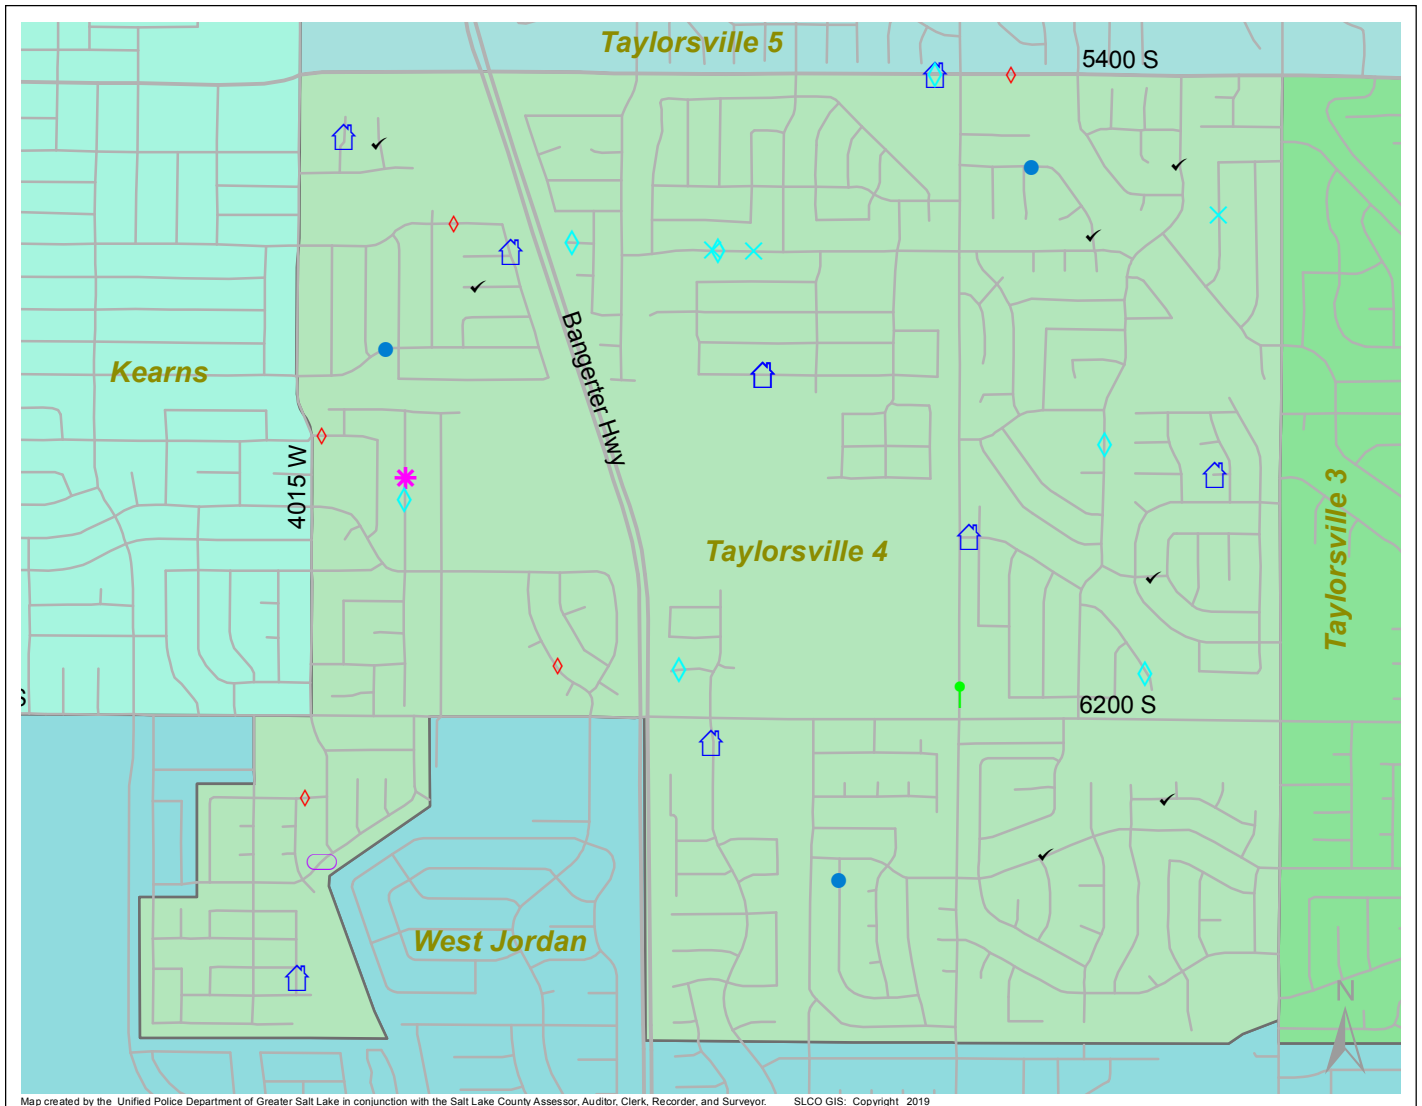 Taylorsville 5
5400 S
Bangerter Hwy
Kearns
4015 W
Taylorsville 3
Taylorsville 4
6200 S
West Jordan
N
Map created by the Unified Police Department of Greater Salt Lake in conjunction with the Salt Lake County Assessor, Auditor, Clerk, Recorder, and Surveyor. SLCO GIS: Copyright 2019